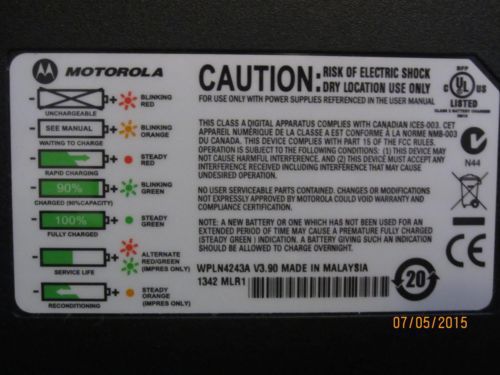 MOTOROLA
UNCHARGEABLE
BLINKING
RED
SEE MANUAL
WAITING TO CHARGE
BLINKING
ORANGE
RAPID CHARGING
STEADY
RED
90%
CHARGED (90%CAPACITY)
BLINKING
GREEN
100%
FULLY CHARGED
STEADY
GREEN
SERVICE LIFE
ALTERNATE
RED/GREEN
(IMPRES ONLY)
RECONDITIONING
STEADY
ORANGE
(IMPRES ONLY)
CAUTION: RISK OF ELECTRIC SHOCK
DRY LOCATION USE ONLY
FOR USE ONLY WITH POWER SUPPLIES REFERENCED IN THE USER MANUAL
THIS CLASS A DIGITAL APPARATUS COMPLIES WITH CANADIAN ICES-003. CET
APPAREIL NUMÉRIQUE DE LA CLASSE A EST CONFORME À LA NORME NMB-003
DU CANADA. THIS DEVICE COMPLIES WITH PART 15 OF THE FCC RULES.
OPERATION IS SUBJECT TO TWO CONDITIONS: (1) THIS DEVICE MAY
NOT CAUSE HARMFUL INTERFERENCE, AND (2) THIS DEVICE MUST ACCEPT ANY
INTERFERENCE RECEIVED INCLUDING INTERFERENCE THAT MAY CAUSE
UNDESIRED OPERATION.
NO USER SERVICEABLE PARTS CONTAINED. CHANGES OR MODIFICATIONS
NOT EXPRESSLY APPROVED BY MOTOROLA COULD VOID WARRANTY AND
COMPLIANCE CERTIFICATION.
NOTE: A NEW BATTERY OR ONE WHICH HAS NOT BEEN USED FOR AN
EXTENDED PERIOD OF TIME MAY CAUSE A PREMATURE FULLY CHARGED
(STEADY GREEN) INDICATION. A BATTERY GIVING SUCH AN INDICATION
SHOULD BE ALLOWED TO CHARGE OVERNIGHT.
WPLN4243A V3.90 MADE IN MALAYSIA
1342 MLR1
BFP
C UL US
LISTED
N44
CE
20
07/05/2015